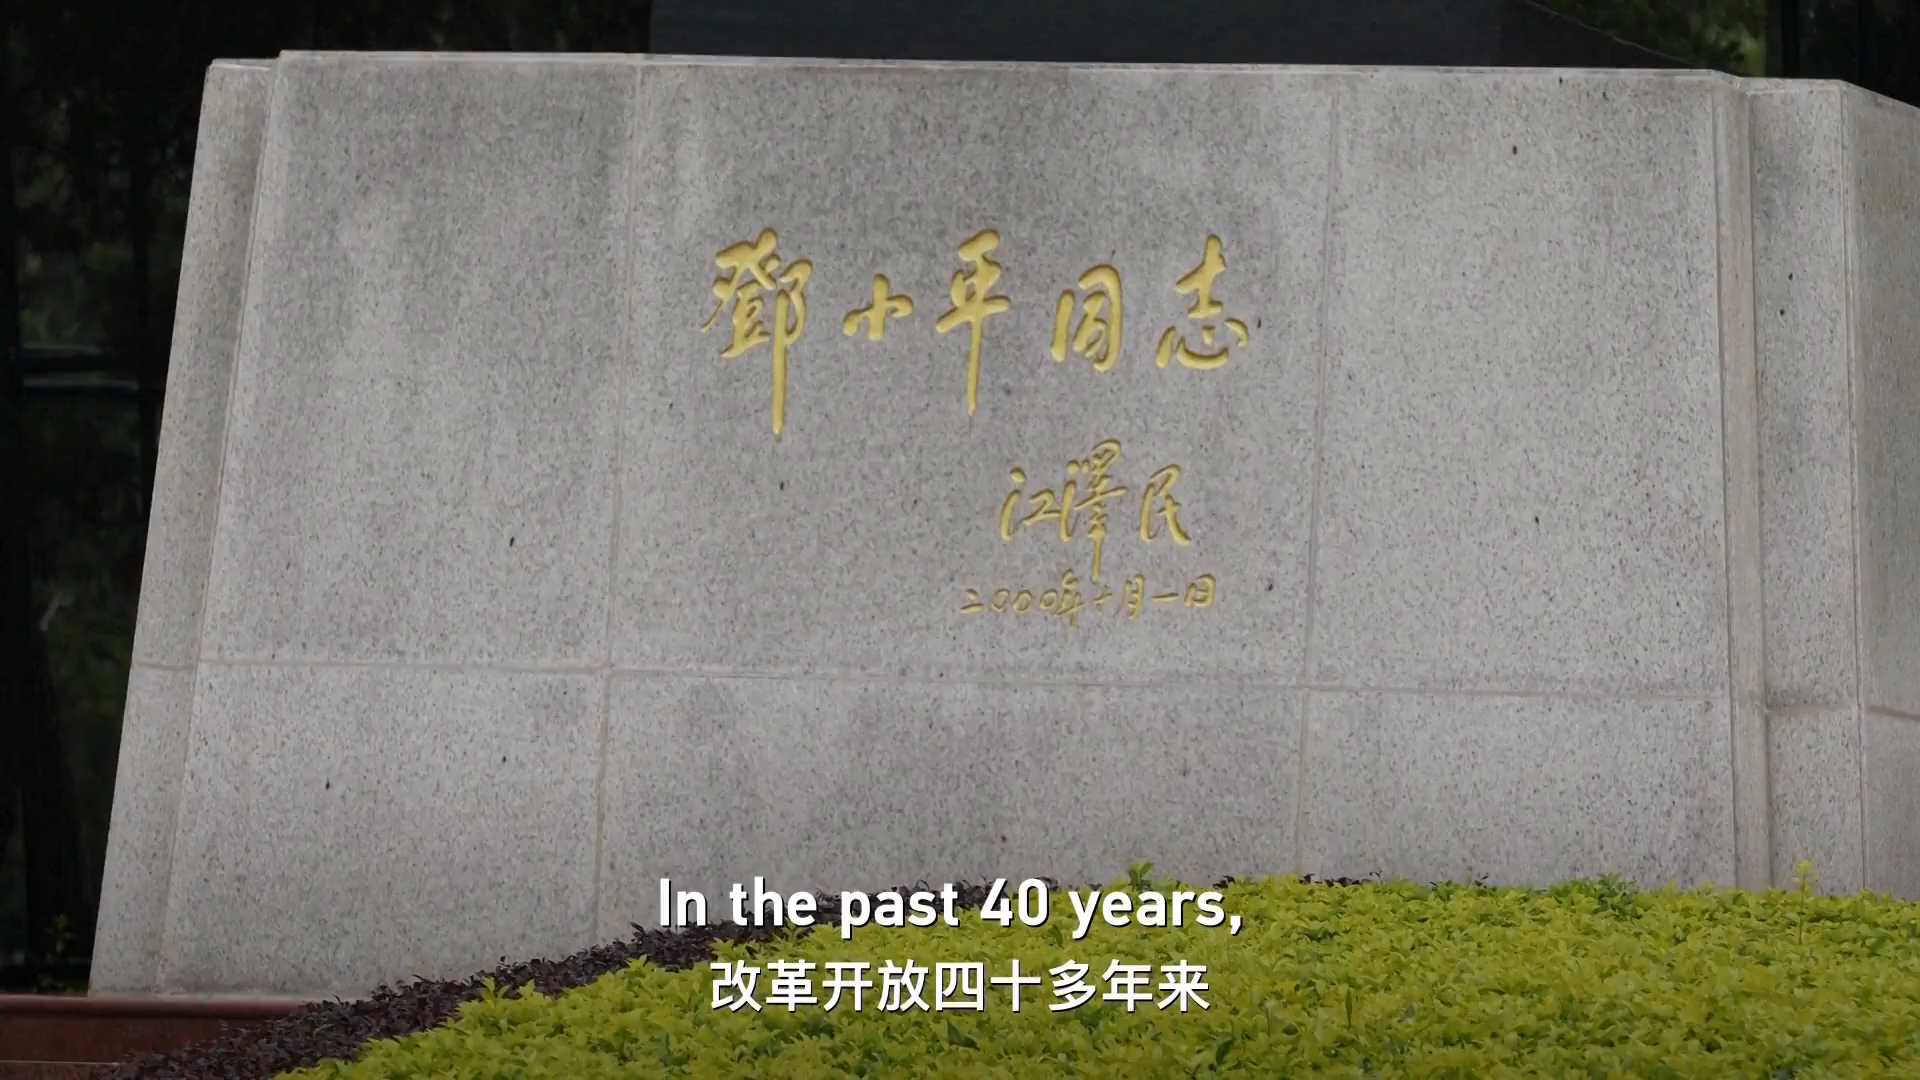 鄧小平同志
江澤民
二〇〇〇年十月一日
In the past 40 years,
改革开放四十多年来